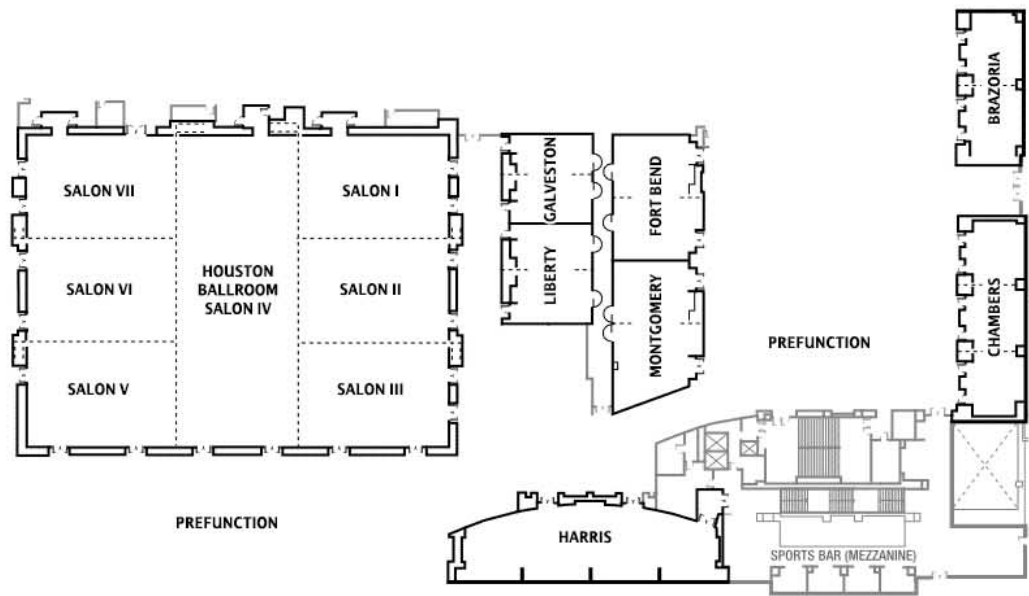 BRAZORIA
SALON VII
SALON I
GALVESTON
FORT BEND
SALON VI
HOUSTON
BALLROOM
SALON IV
SALON II
LIBERTY
MONTGOMERY
CHAMBERS
PREFUNCTION
SALON V
SALON III
PREFUNCTION
HARRIS
SPORTS BAR (MEZZANINE)